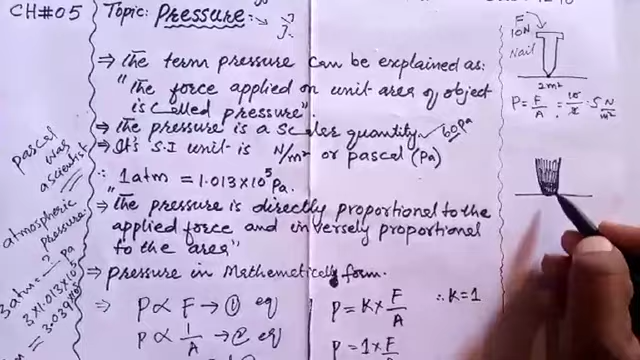 CH#05
Topic: Pressure
⇒ The term pressure can be explained as:
"The force applied on unit area of object
is called pressure".
⇒ The pressure is a scaler quantity. 60 Pa
⇒ It's S.I unit is N/m² or pascal (Pa)
∵ 1atm = 1.013×10⁵ Pa.
⇒ The pressure is directly proportional to the
applied force and inversely proportional
to the area"
⇒ pressure in Mathematically form.
⇒ P ∝ F → ① eq
P ∝ 1/A → ② eq
P = K × F/A ∴ K=1
P = 1 × F/A
pascal
was
a scientist
atmospheric
pressure.
3atm = ... Pa
3×1.013×10⁵
= 3.039×10⁵
F
10N
Nail
2m²
P = F/A = 10/2 = 5 N/m²